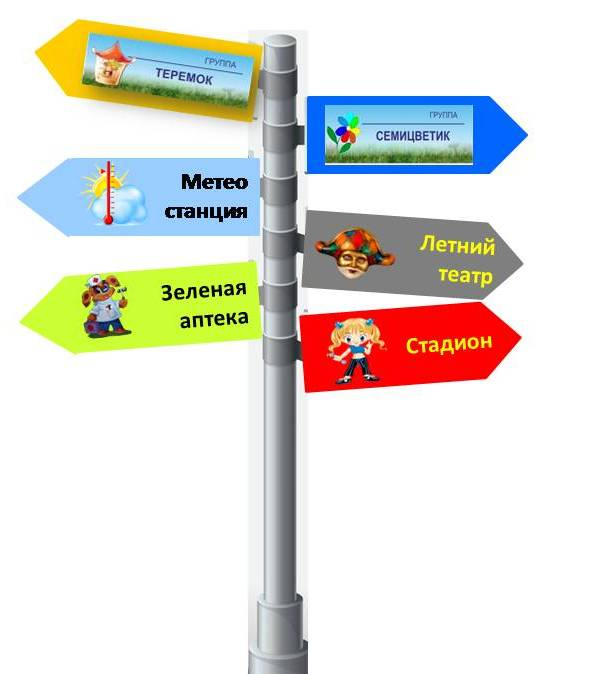 ГРУППА
ТЕРЕМОК
ГРУППА
СЕМИЦВЕТИК
Метео
станция
Летний
театр
Зеленая
аптека
Стадион